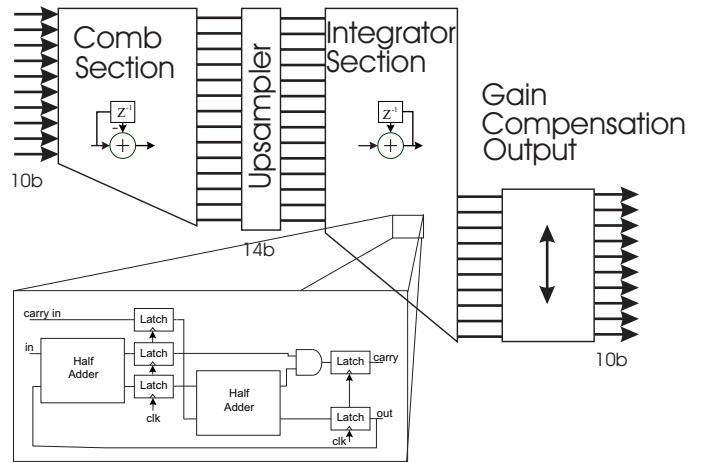 Comb
Section
Z-1
−
+
10b
Upsampler
14b
Integrator
Section
Z-1
+
Gain
Compensation
Output
10b
carry in
in
Half
Adder
Latch
Latch
Latch
clk
Half
Adder
Latch
carry
Latch
out
clk